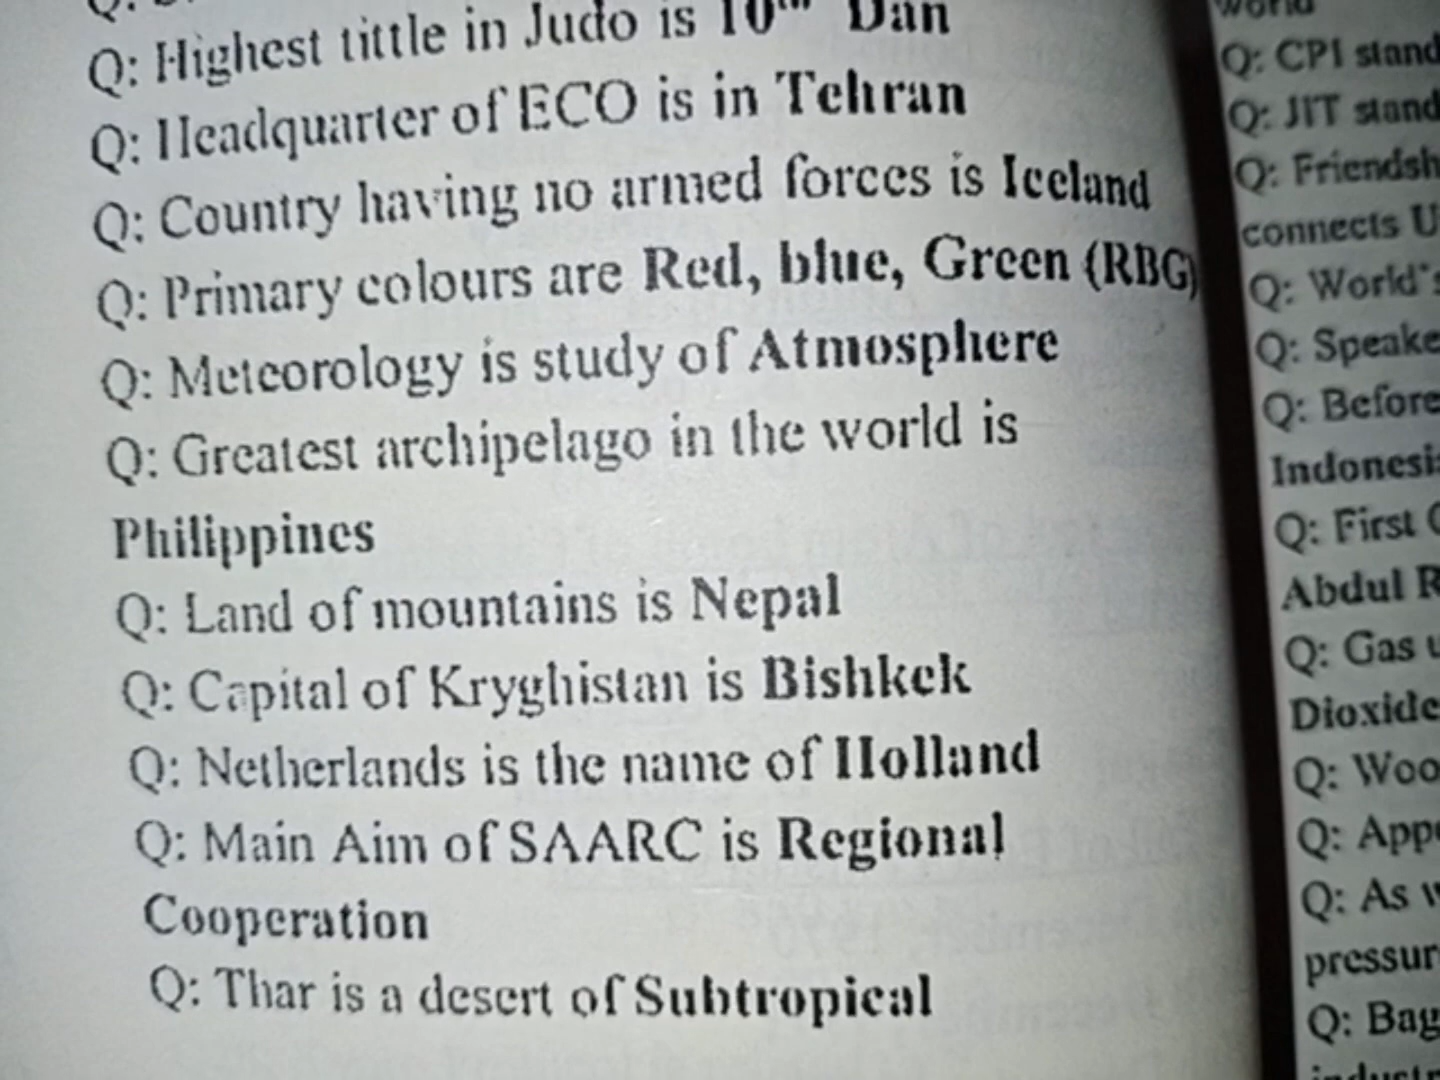 Q: Highest tittle in Judo is 10th Dan
Q: Headquarter of ECO is in Tehran
Q: Country having no armed forces is Iceland
Q: Primary colours are Red, blue, Green (RBG)
Q: Meteorology is study of Atmosphere
Q: Greatest archipelago in the world is
Philippines
Q: Land of mountains is Nepal
Q: Capital of Kryghistan is Bishkek
Q: Netherlands is the name of Holland
Q: Main Aim of SAARC is Regional
Cooperation
Q: Thar is a desert of Subtropical
world
Q: CPI stand
Q: JIT stand
Q: Friendsh
connects U
Q: World's
Q: Speake
Q: Before
Indonesi
Q: First
Abdul R
Q: Gas u
Dioxide
Q: Woo
Q: App
Q: As w
pressur
Q: Bag